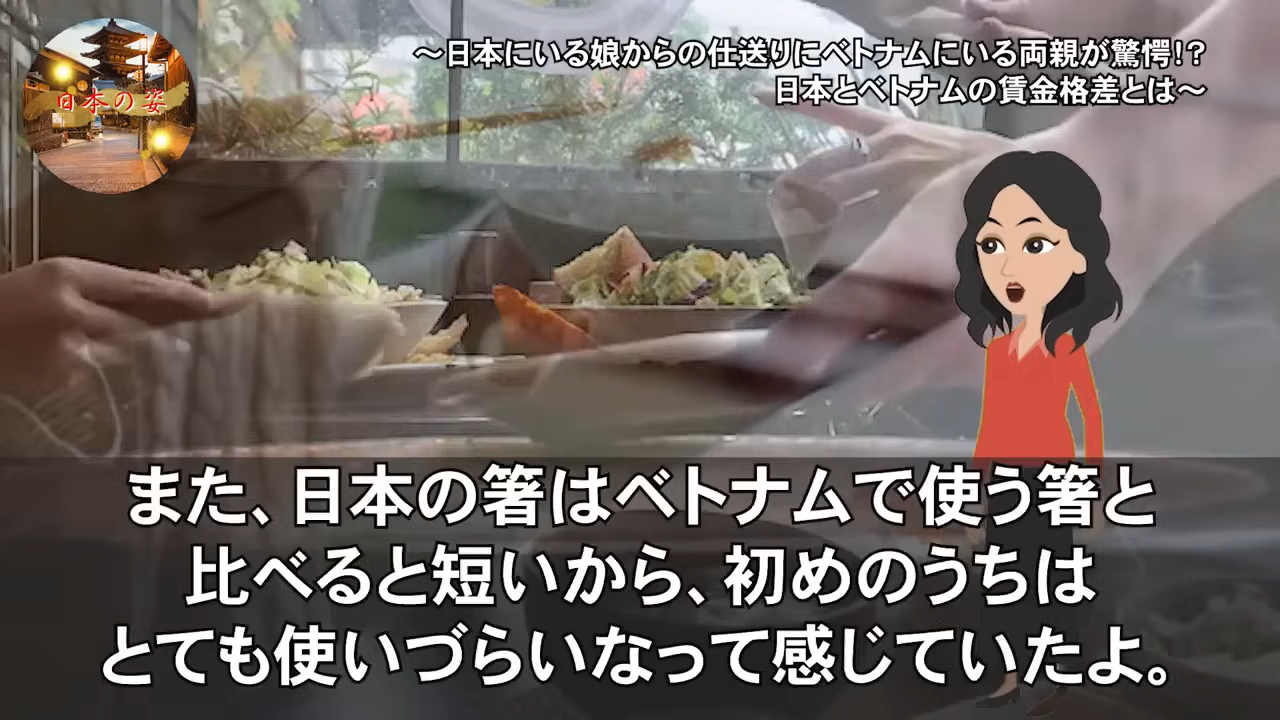 日本の姿
～日本にいる娘からの仕送りにベトナムにいる両親が驚愕！？
日本とベトナムの賃金格差とは～
また、日本の箸はベトナムで使う箸と
比べると短いから、初めのうちは
とても使いづらいなって感じていたよ。